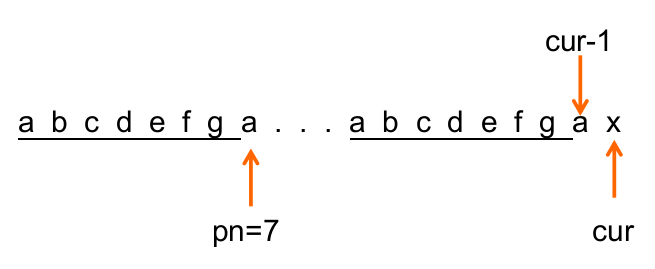 cur-1
a b c d e f g a . . . a b c d e f g a x
pn=7 cur